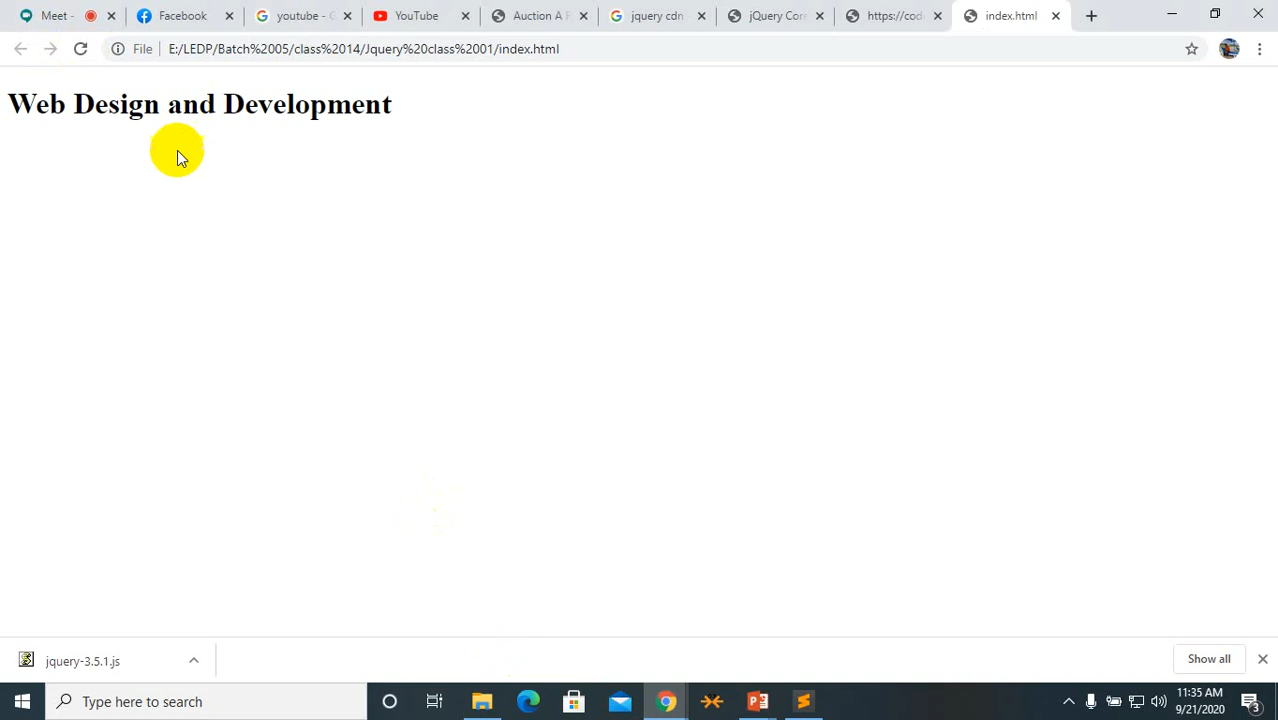 Meet -
Facebook
youtube - G
YouTube
Auction A P
jquery cdn
jQuery Core
https://cod
index.html
File
E:/LEDP/Batch%2005/class%2014/Jquery%20class%2001/index.html
Web Design and Development
jquery-3.5.1.js
Show all
Type here to search
11:35 AM
9/21/2020
3